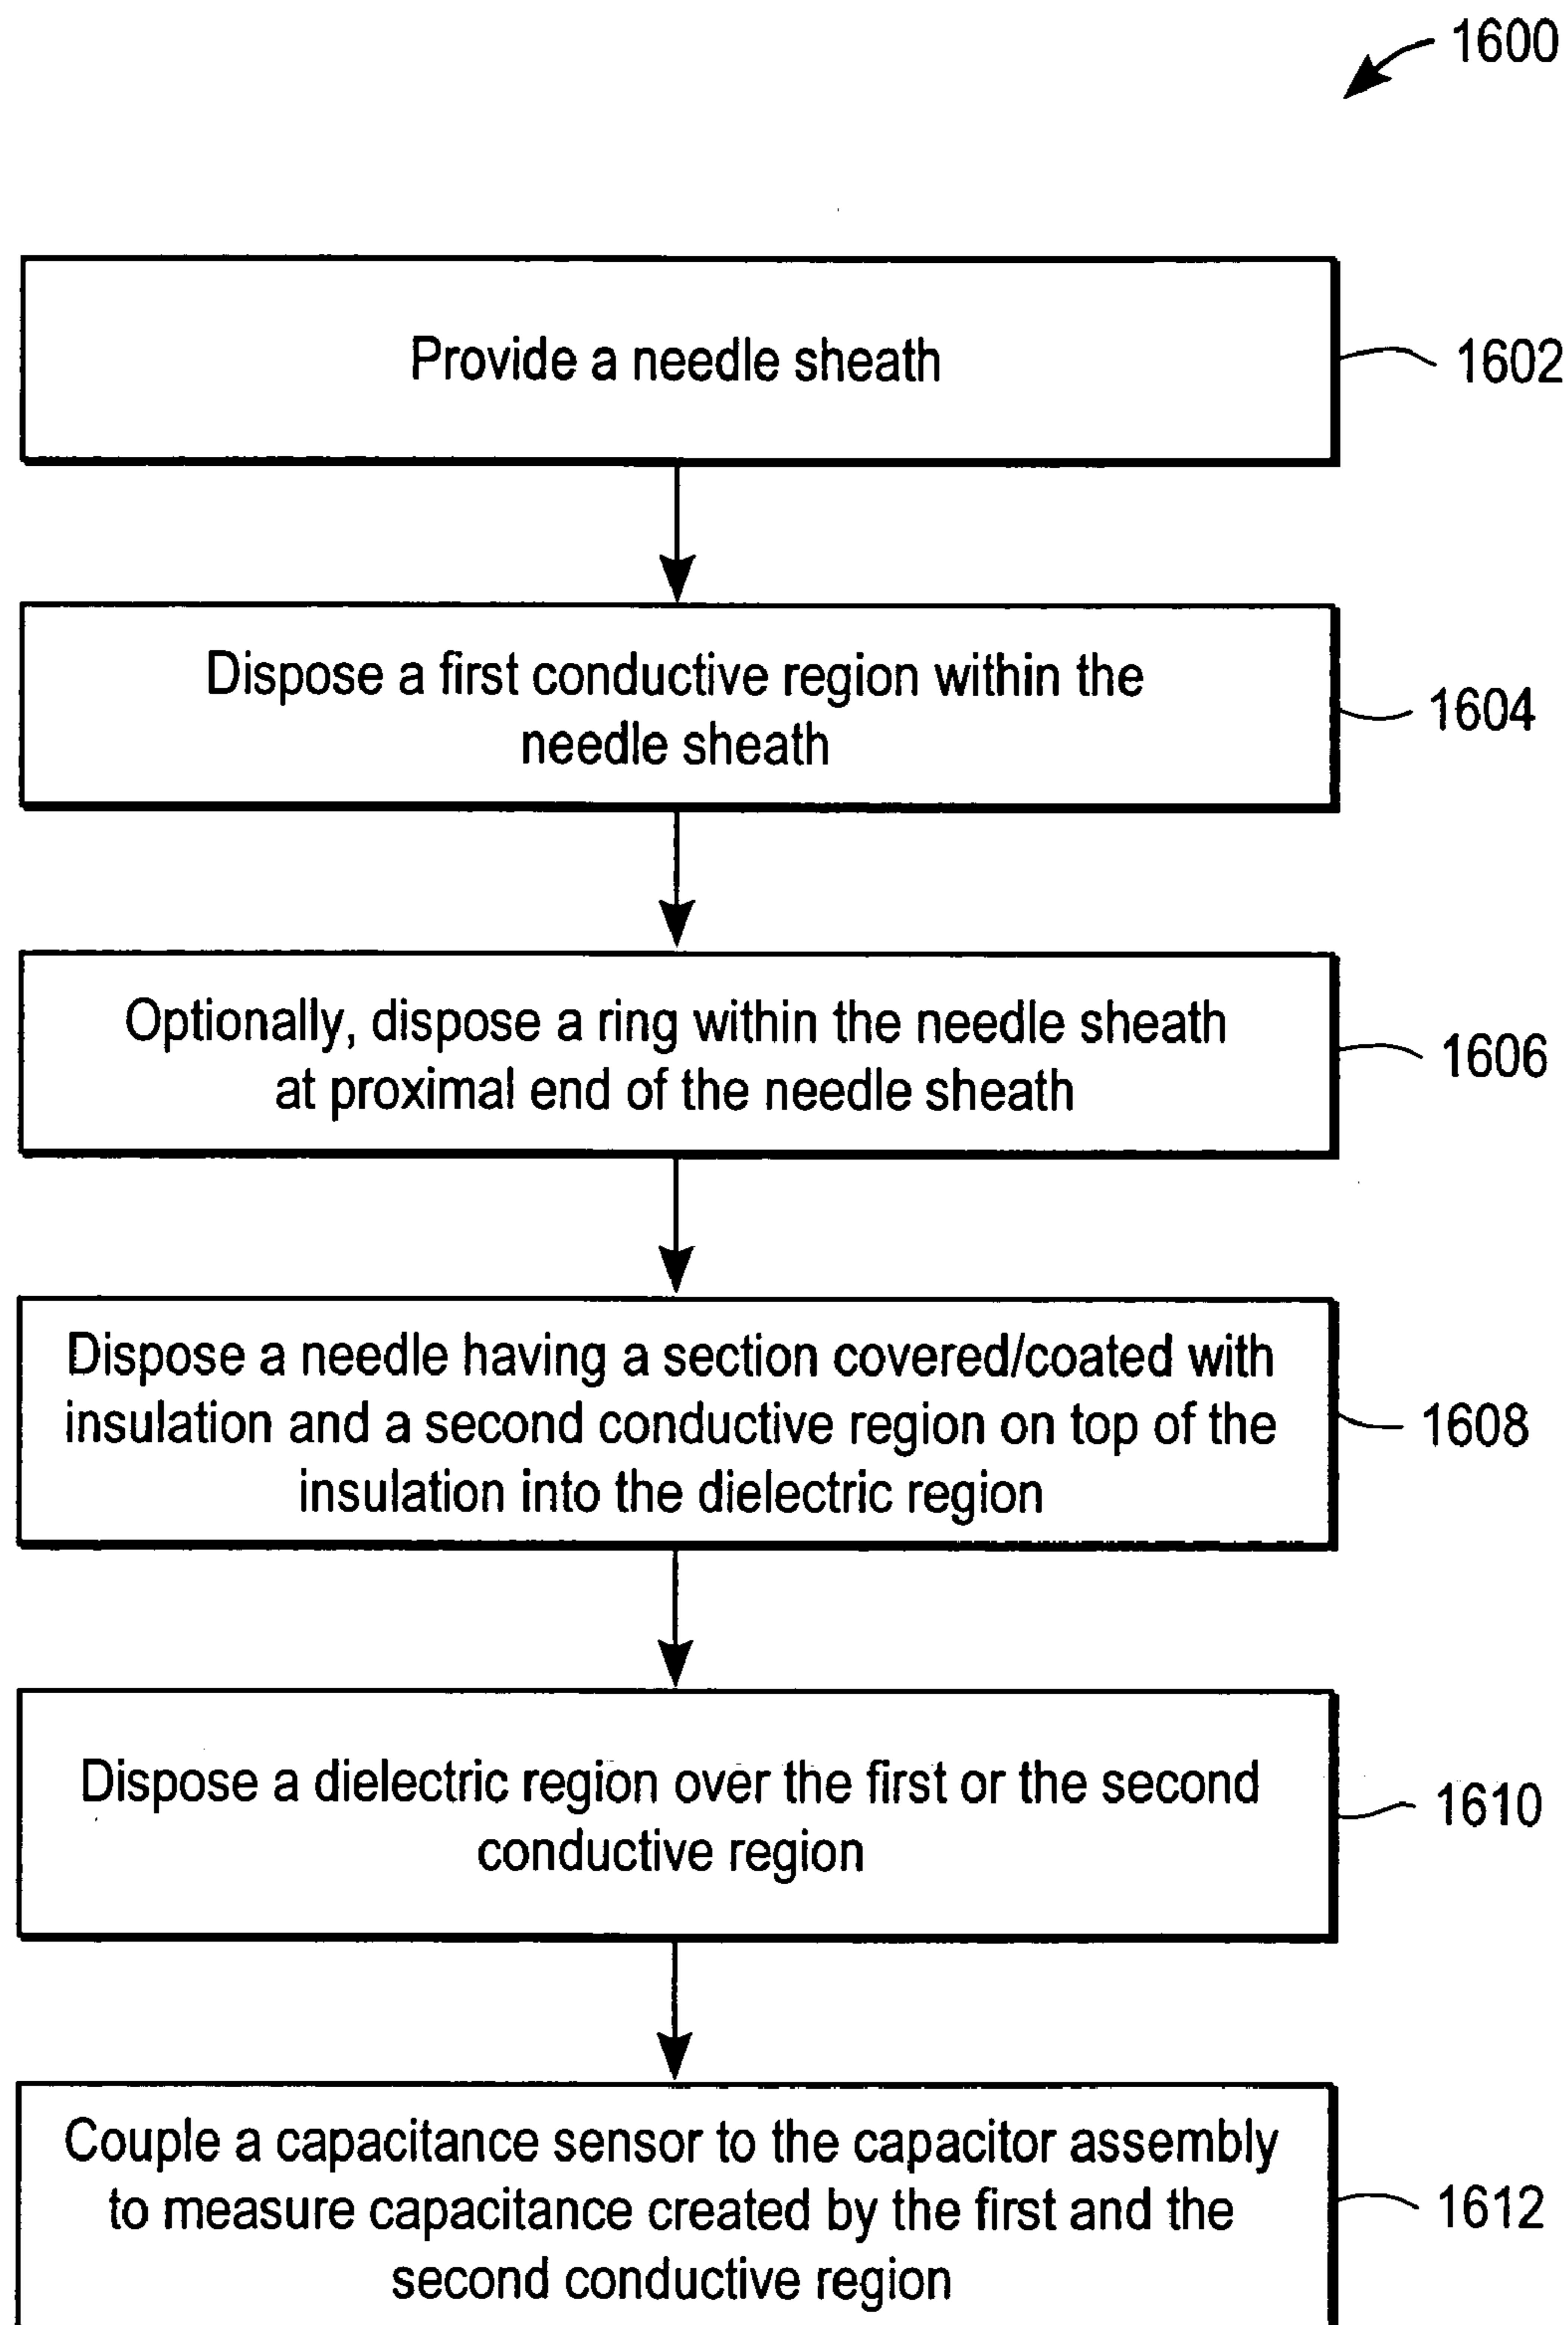 1600
Provide a needle sheath
1602
Dispose a first conductive region within the
needle sheath
1604
Optionally, dispose a ring within the needle sheath
at proximal end of the needle sheath
1606
Dispose a needle having a section covered/coated with
insulation and a second conductive region on top of the
insulation into the dielectric region
1608
Dispose a dielectric region over the first or the second
conductive region
1610
Couple a capacitance sensor to the capacitor assembly
to measure capacitance created by the first and the
second conductive region
1612